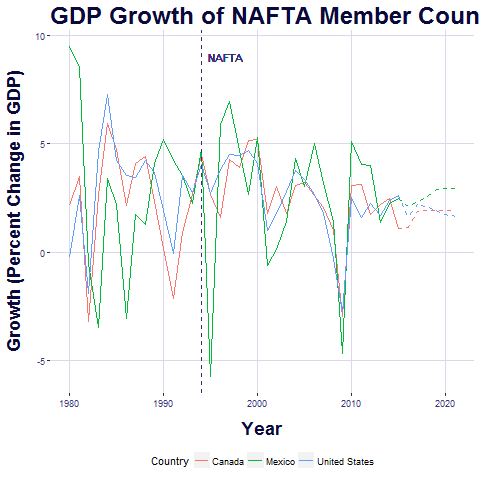 GDP Growth of NAFTA Member Coun
Growth (Percent Change in GDP)
10
5
0
-5
NAFTA
1980 1990 2000 2010 2020
Year
Country Canada Mexico United States